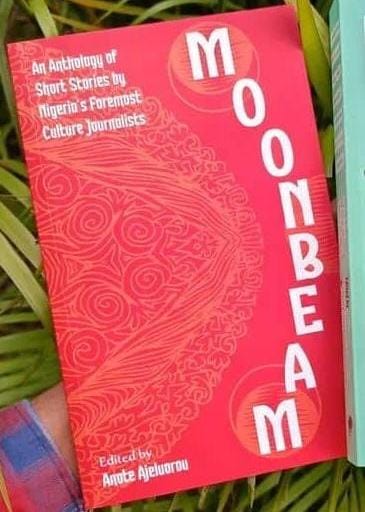 An Anthology of
Short Stories by
Nigeria's Foremost
Culture Journalists
MOONBEAM
Edited by
Anote Ajeluorou